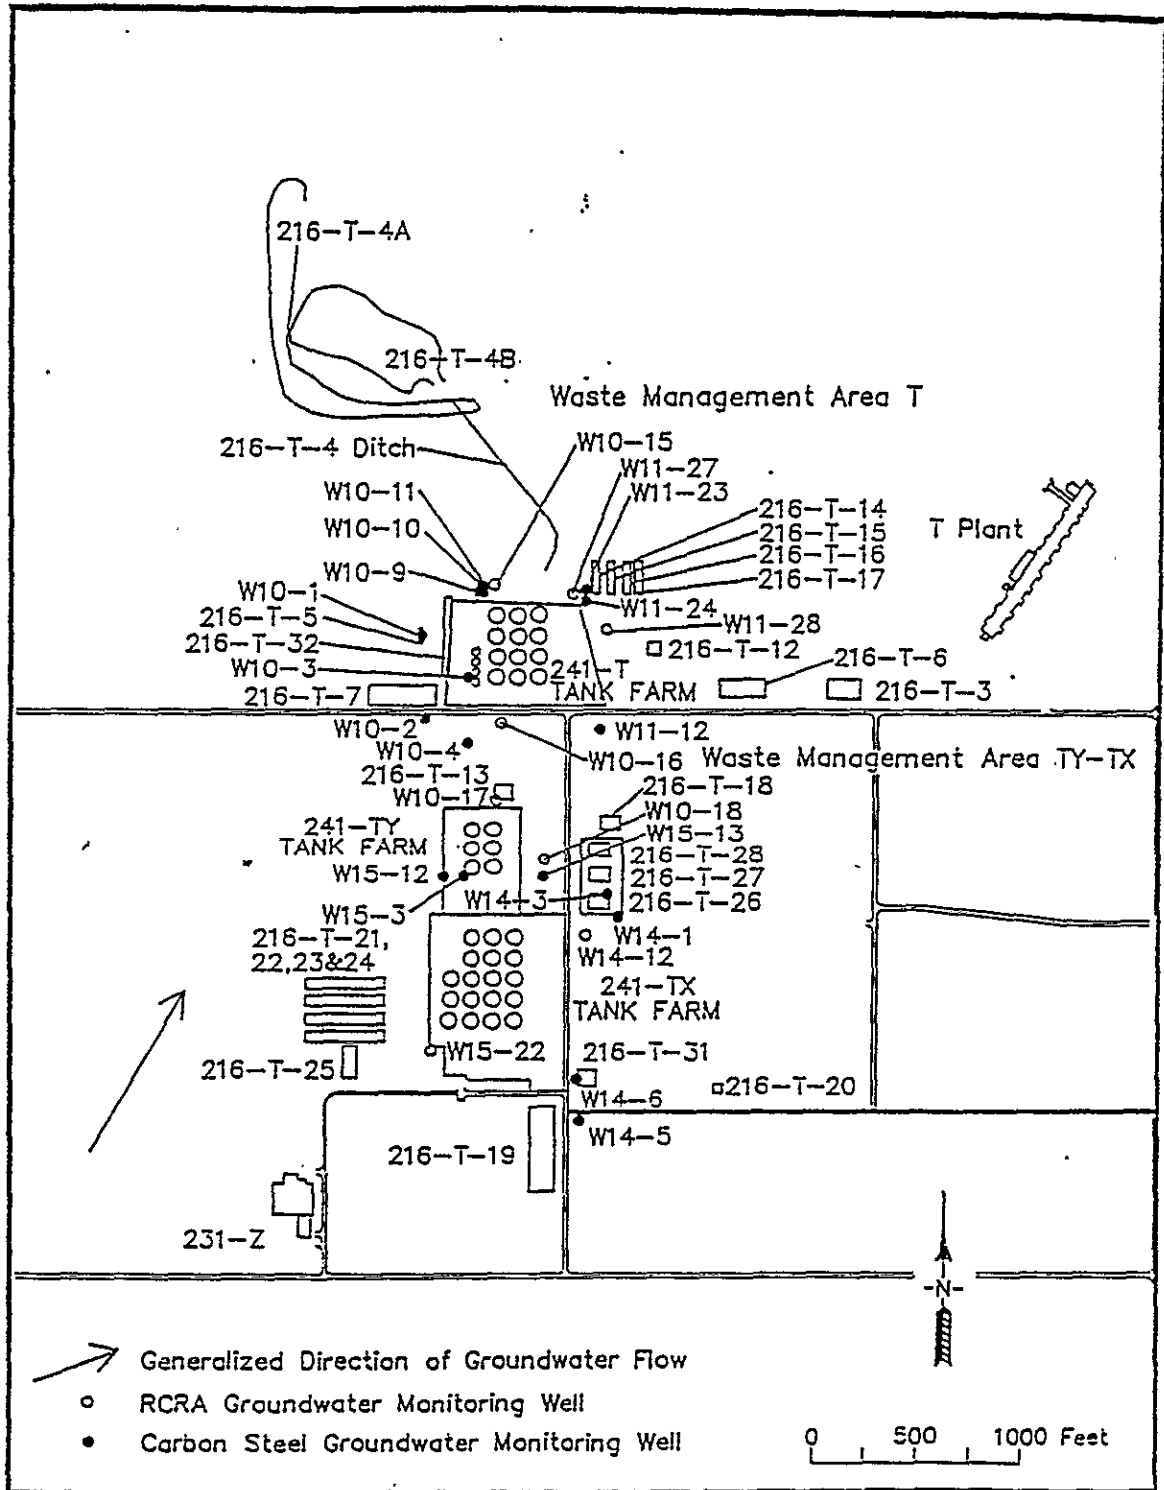 216-T-4A
216-T-4B
Waste Management Area T
216-T-4 Ditch
W10-15
W11-27
W10-11
W11-23
216-T-14
W10-10
216-T-15
T Plant
216-T-16
W10-9
216-T-17
W10-1
W11-24
216-T-5
W11-28
216-T-32
216-T-12
216-T-6
W10-3
241-T
TANK FARM
216-T-7
216-T-3
W10-2
W11-12
W10-4
W10-16
Waste Management Area TY-TX
216-T-13
216-T-18
W10-17
W10-18
241-TY
TANK FARM
W15-13
216-T-28
W15-12
216-T-27
W14-3
216-T-26
W15-3
216-T-21,
22,23&24
W14-1
W14-12
241-TX
TANK FARM
W15-22
216-T-31
216-T-25
216-T-20
W14-6
W14-5
216-T-19
231-Z
-N-
Generalized Direction of Groundwater Flow
RCRA Groundwater Monitoring Well
Carbon Steel Groundwater Monitoring Well
0 500 1000 Feet